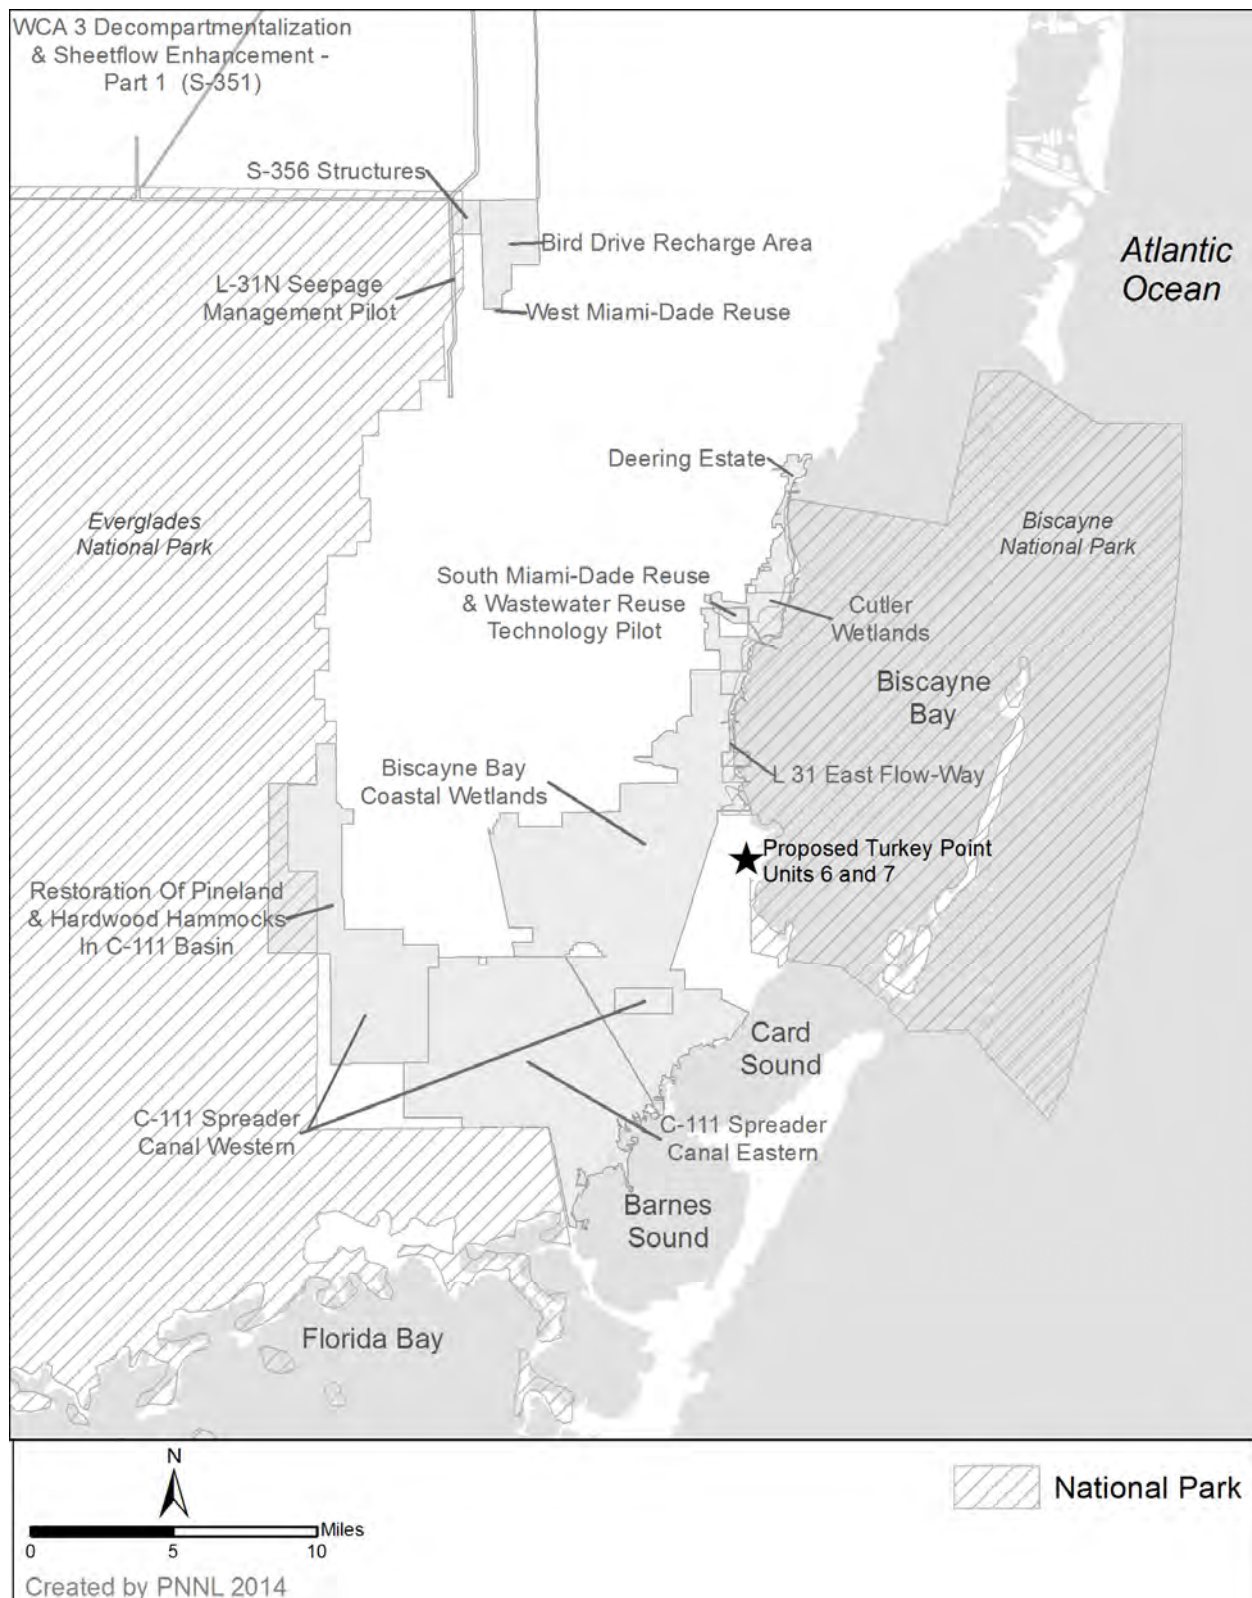 WCA 3 Decompartmentalization
& Sheetflow Enhancement -
Part 1 (S-351)
S-356 Structures
Bird Drive Recharge Area
Atlantic
Ocean
L-31N Seepage
Management Pilot
West Miami-Dade Reuse
Deering Estate
Everglades
National Park
Biscayne
National Park
South Miami-Dade Reuse
& Wastewater Reuse
Technology Pilot
Cutler
Wetlands
Biscayne
Bay
Biscayne Bay
Coastal Wetlands
L 31 East Flow-Way
Proposed Turkey Point
Units 6 and 7
Restoration Of Pineland
& Hardwood Hammocks
In C-111 Basin
Card
Sound
C-111 Spreader
Canal Western
C-111 Spreader
Canal Eastern
Barnes
Sound
Florida Bay
N
Miles
0 5 10
National Park
Created by PNNL 2014